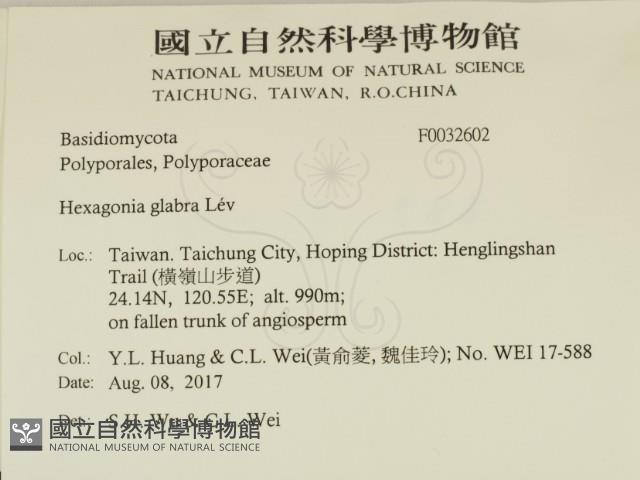 國立自然科學博物館
NATIONAL MUSEUM OF NATURAL SCIENCE
TAICHUNG, TAIWAN, R.O.CHINA
Basidiomycota F0032602
Polyporales, Polyporaceae
Hexagonia glabra Lév
Loc.: Taiwan. Taichung City, Hoping District: Henglingshan
Trail (橫嶺山步道)
24.14N, 120.55E; alt. 990m;
on fallen trunk of angiosperm
Col.: Y.L. Huang & C.L. Wei(黃俞菱, 魏佳玲); No. WEI 17-588
Date: Aug. 08, 2017
Det.: S.H. Wu & C.L. Wei
國立自然科學博物館
NATIONAL MUSEUM OF NATURAL SCIENCE